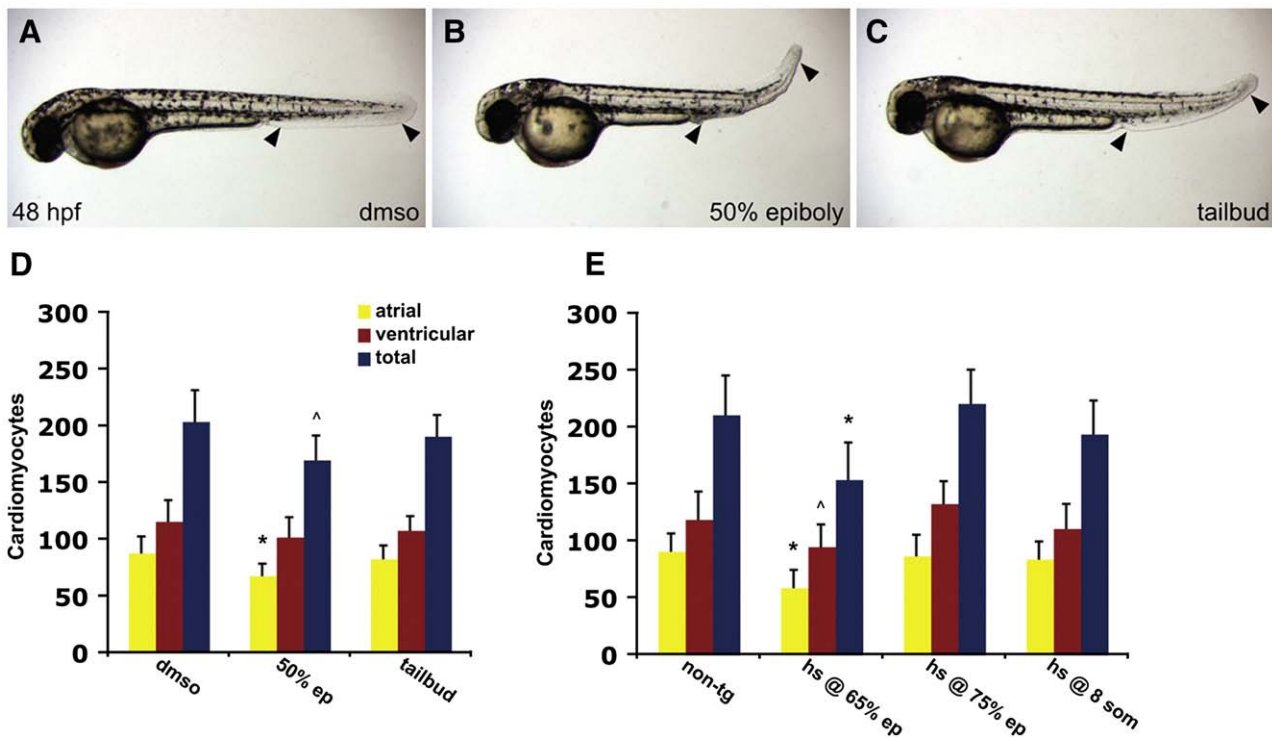 A
48 hpf
dmso
B
50% epiboly
C
tailbud
D
300
250
200
150
100
50
0
Cardiomyocytes
atrial
ventricular
total
*
^
dmso
50% ep
tailbud
E
300
250
200
150
100
50
0
Cardiomyocytes
*
^
*
non-tg
hs @ 65% ep
hs @ 75% ep
hs @ 8 som